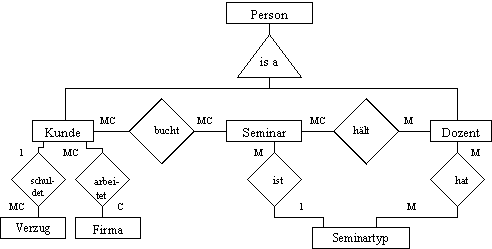 Person
is a
MC MC MC M
Kunde bucht Seminar hält Dozent
1 MC M M
schul-
det
arbei-
tet
ist hat
MC C 1 M
Verzug Firma Seminartyp